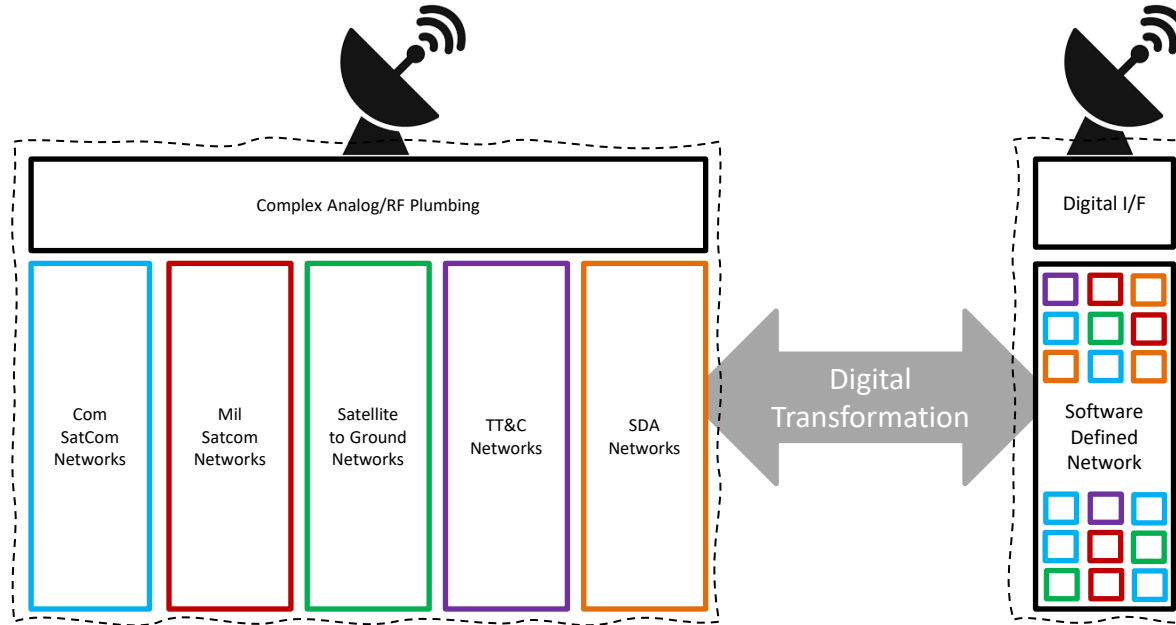 Complex Analog/RF Plumbing
Digital I/F
Com
SatCom
Networks
Mil
Satcom
Networks
Satellite
to Ground
Networks
TT&C
Networks
SDA
Networks
Digital
Transformation
Software
Defined
Network